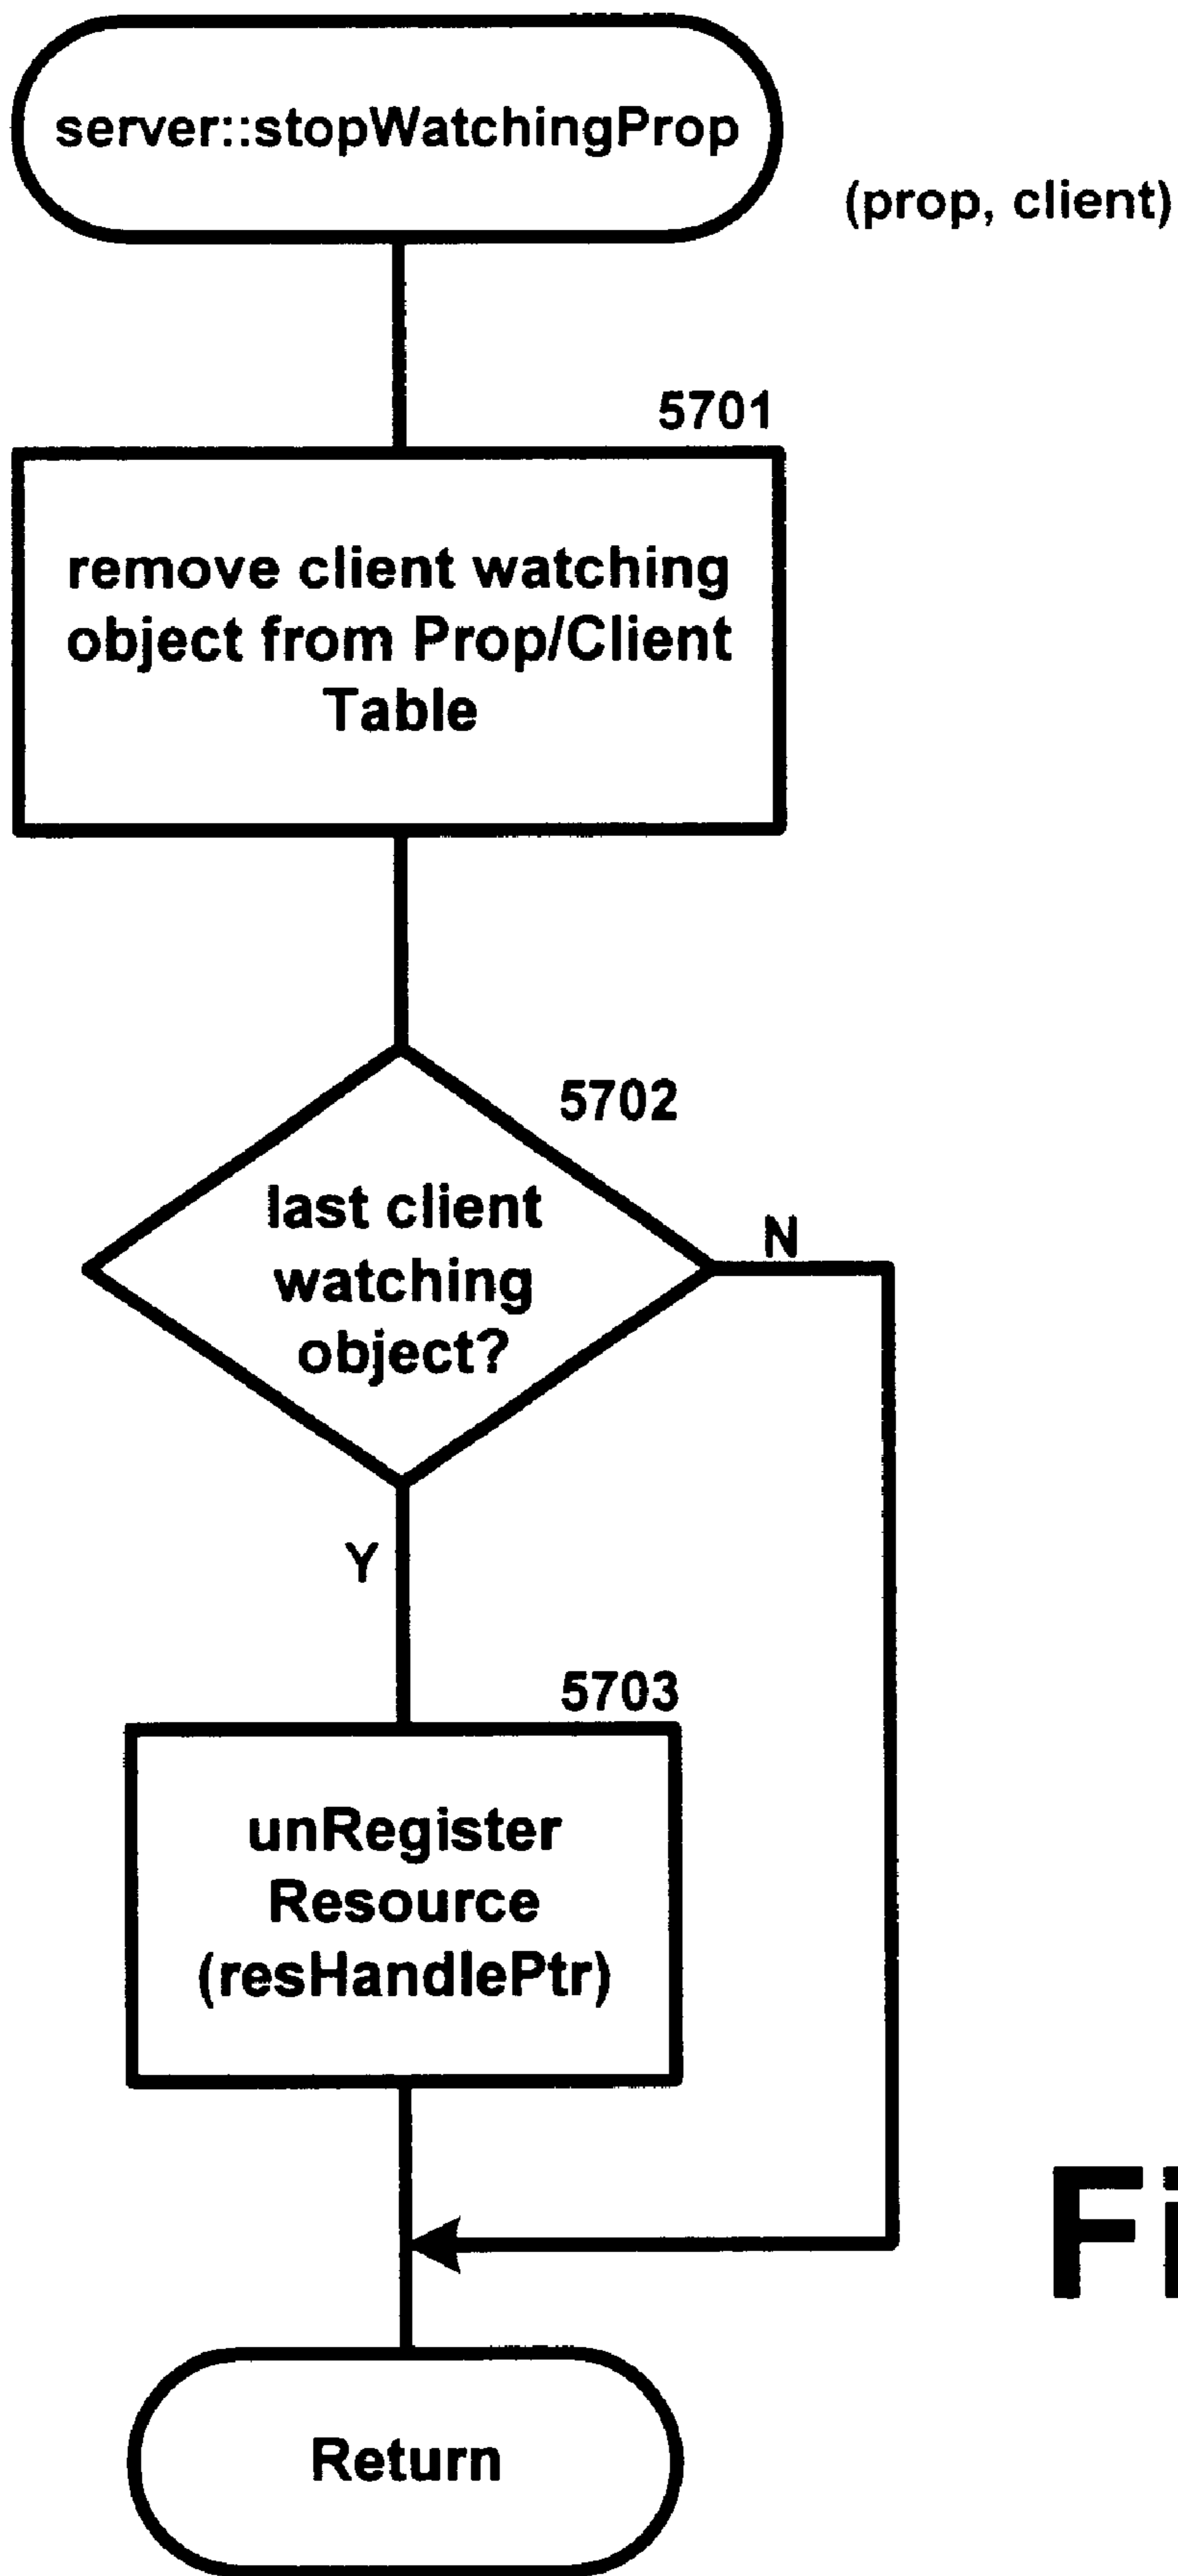 server::stopWatchingProp
(prop, client)
5701
remove client watching
object from Prop/Client
Table
5702
last client
watching
object?
N
Y
5703
unRegister
Resource
(resHandlePtr)
Return